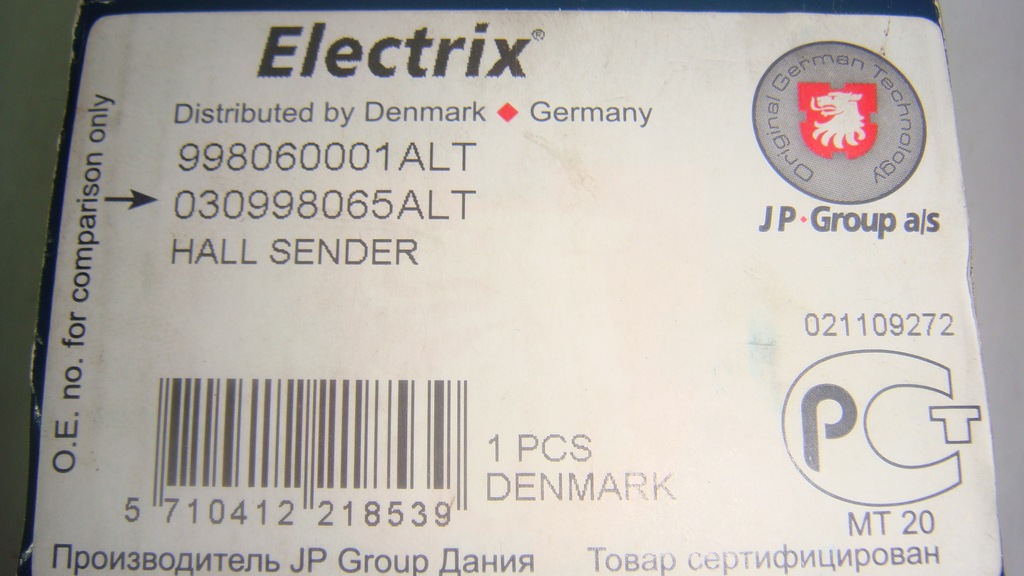 Electrix®
Distributed by Denmark ♦ Germany
998060001ALT
030998065ALT
HALL SENDER
O.E. no. for comparison only
Original German Technology
JP·Group a/s
021109272
РСТ
MT 20
1 PCS
DENMARK
5 710412 218539
Производитель JP Group Дания
Товар сертифицирован